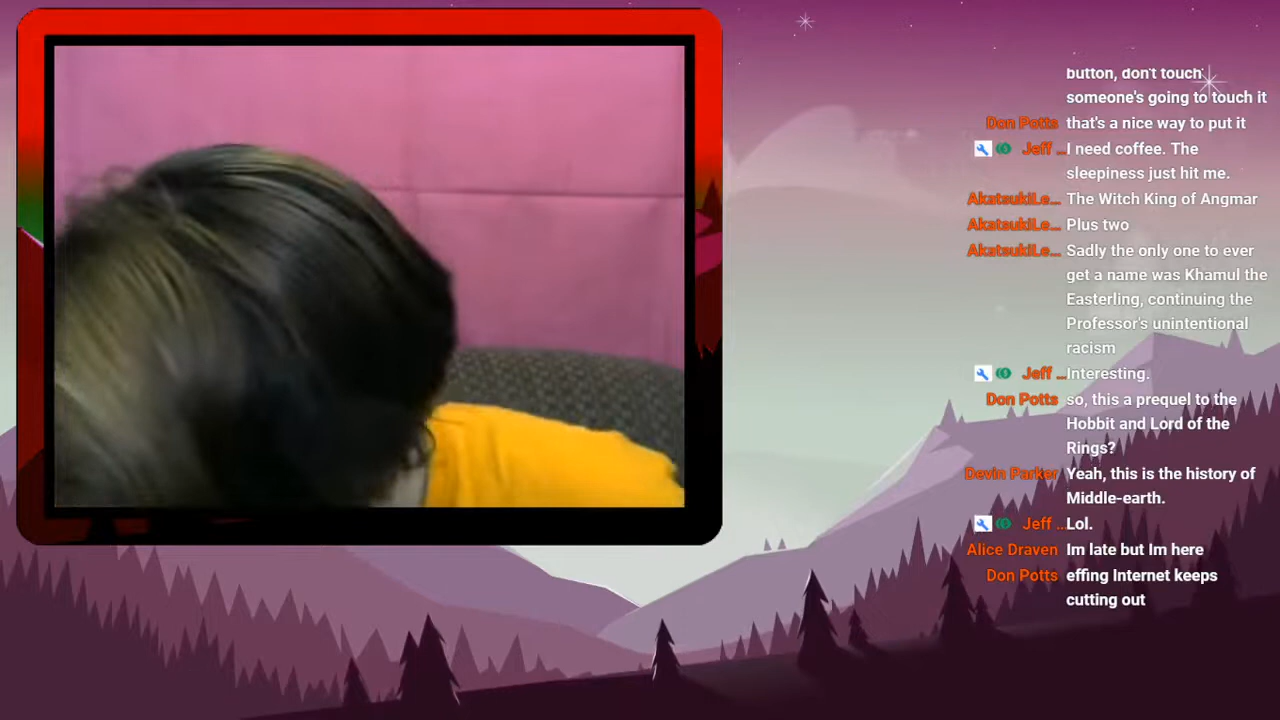 button, don't touch
someone's going to touch it
Don Potts that's a nice way to put it
Jeff ... I need coffee. The
sleepiness just hit me.
AkatsukiLe... The Witch King of Angmar
AkatsukiLe... Plus two
AkatsukiLe... Sadly the only one to ever
get a name was Khamul the
Easterling, continuing the
Professor's unintentional
racism
Jeff ... Interesting.
Don Potts so, this a prequel to the
Hobbit and Lord of the
Rings?
Devin Parker Yeah, this is the history of
Middle-earth.
Jeff ... Lol.
Alice Draven Im late but Im here
Don Potts effing Internet keeps
cutting out